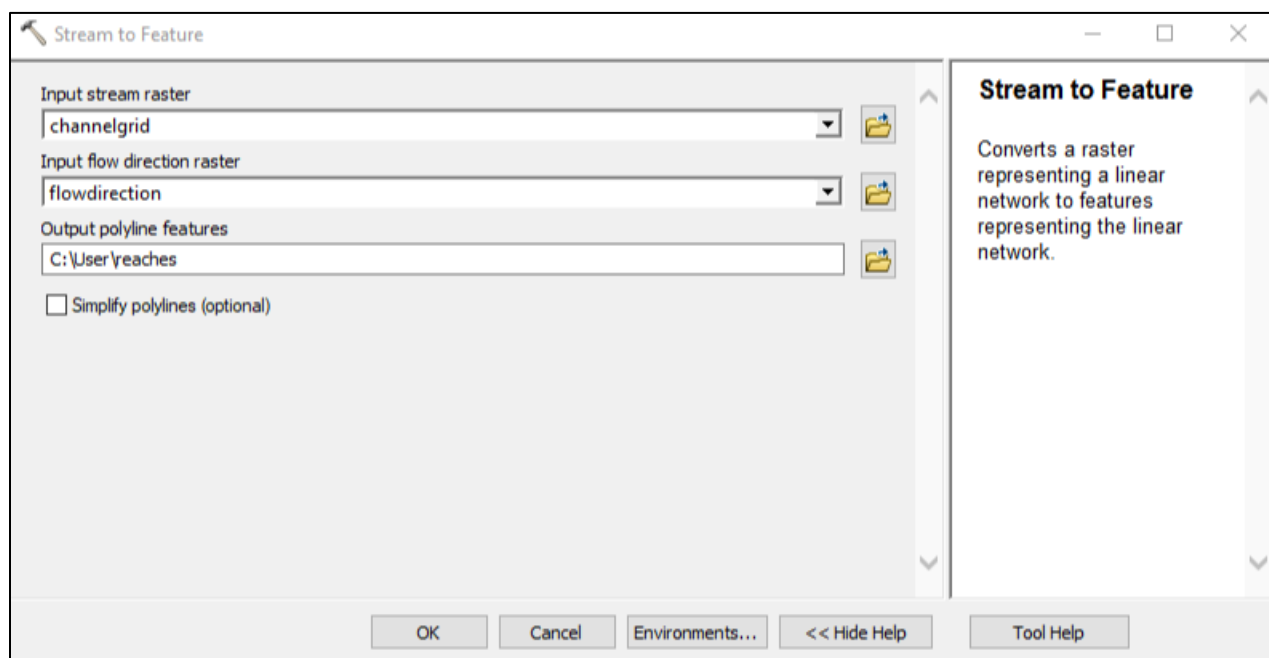 Stream to Feature
Input stream raster
channelgrid
Input flow direction raster
flowdirection
Output polyline features
C:\User\reaches
Simplify polylines (optional)
Stream to Feature
Converts a raster
representing a linear
network to features
representing the linear
network.
OK
Cancel
Environments...
<< Hide Help
Tool Help